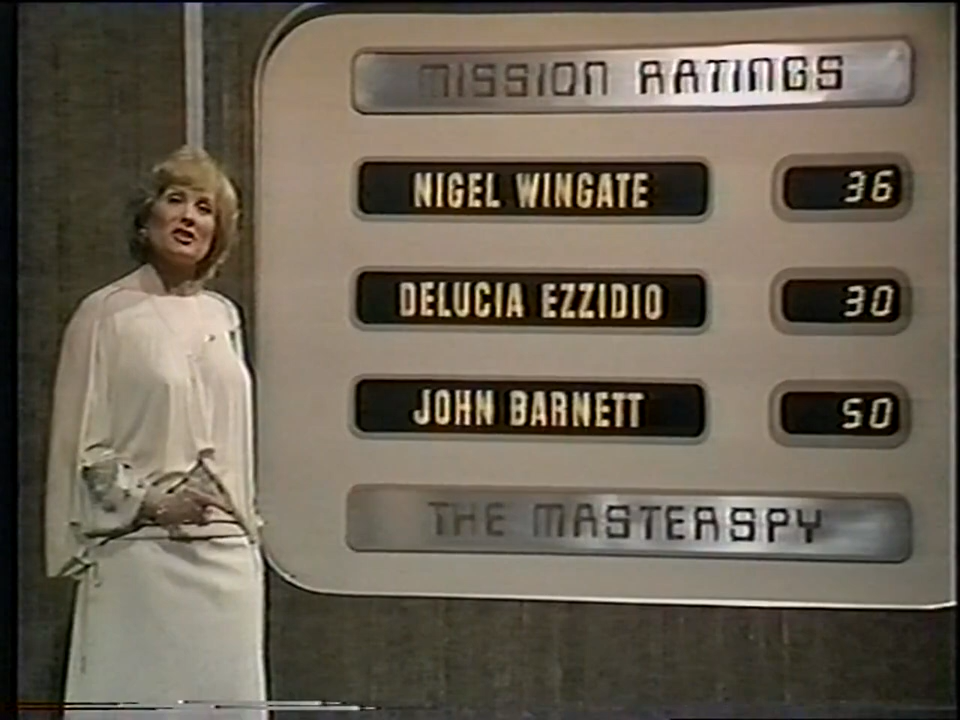 MISSION RATINGS
NIGEL WINGATE 36
DELUCIA EZZIDIO 30
JOHN BARNETT 50
THE MASTERSPY